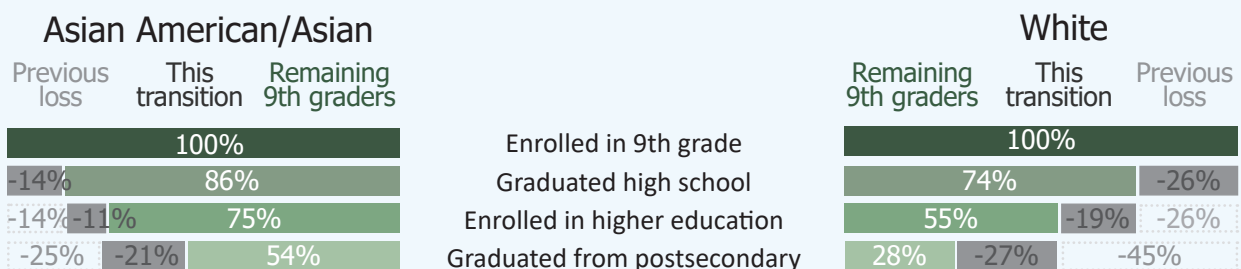 Asian American/Asian
White
Previous loss This transition Remaining 9th graders
Remaining 9th graders This transition Previous loss
100% Enrolled in 9th grade 100%
-14% 86% Graduated high school 74% -26%
-14% -11% 75% Enrolled in higher education 55% -19% -26%
-25% -21% 54% Graduated from postsecondary 28% -27% -45%